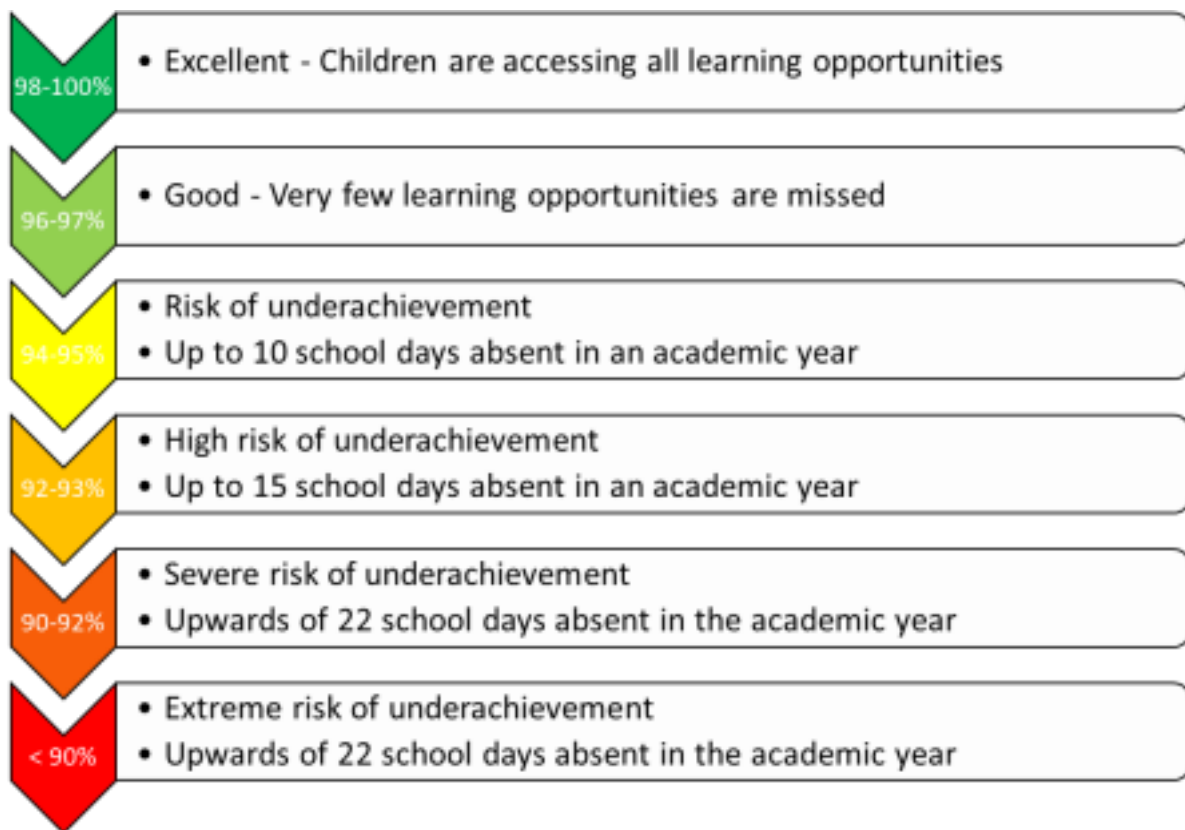 98-100%
• Excellent - Children are accessing all learning opportunities
96-97%
• Good - Very few learning opportunities are missed
94-95%
• Risk of underachievement
• Up to 10 school days absent in an academic year
92-93%
• High risk of underachievement
• Up to 15 school days absent in an academic year
90-92%
• Severe risk of underachievement
• Upwards of 22 school days absent in the academic year
< 90%
• Extreme risk of underachievement
• Upwards of 22 school days absent in the academic year